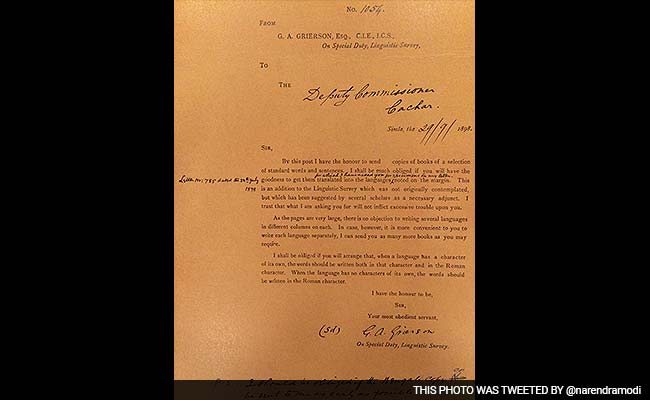 No. 1054.
FROM
G. A. GRIERSON, ESQ., C.I.E., I.C.S.,
On Special Duty, Linguistic Survey,
TO
THE
Deputy Commissioner
Cachar.
Simla, the 29/7/1898.
SIR,
BY this post I have the honour to send copies of books of a selection
of standard words and sentences. I shall be much obliged if you will have the
Letter No. 785 dated the July
1898
goodness to get them translated into the languages noted on the margin. This
is an addition to the Linguistic Survey which was not originally contemplated,
but which has been suggested by several scholars as a necessary adjunct. I
trust that what I am asking you for will not inflict excessive trouble upon you.
As the pages are very large, there is no objection to writing several languages
in different columns on each. In case, however, it is more convenient to you to
write each language separately, I can send you as many more books as you may
require.
I shall be obliged if you will arrange that, when a language has a character
of its own, the words should be written both in that character and in the Roman
character. When the language has no characters of its own, the words should
be written in the Roman character.
I have the honour to be,
SIR,
Your most obedient servant,
(Sd) G. A. Grierson
On Special Duty, Linguistic Survey.
THIS PHOTO WAS TWEETED BY @narendramodi